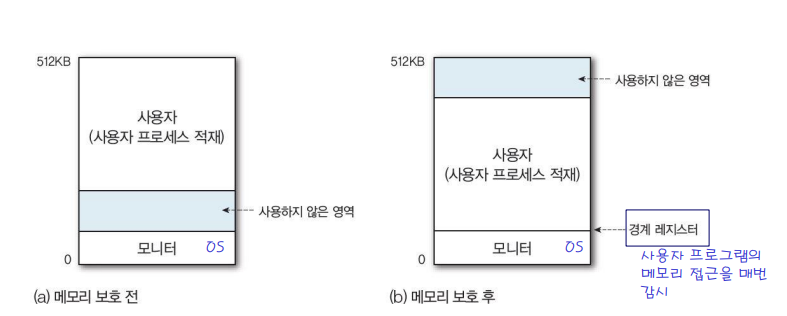 512KB
사용자
(사용자 프로세스 적재)
사용하지 않은 영역
모니터 OS
0
(a) 메모리 보호 전
512KB
사용하지 않은 영역
사용자
(사용자 프로세스 적재)
경계 레지스터
모니터 OS
0
사용자 프로그램의
메모리 접근을 매번
감시
(b) 메모리 보호 후